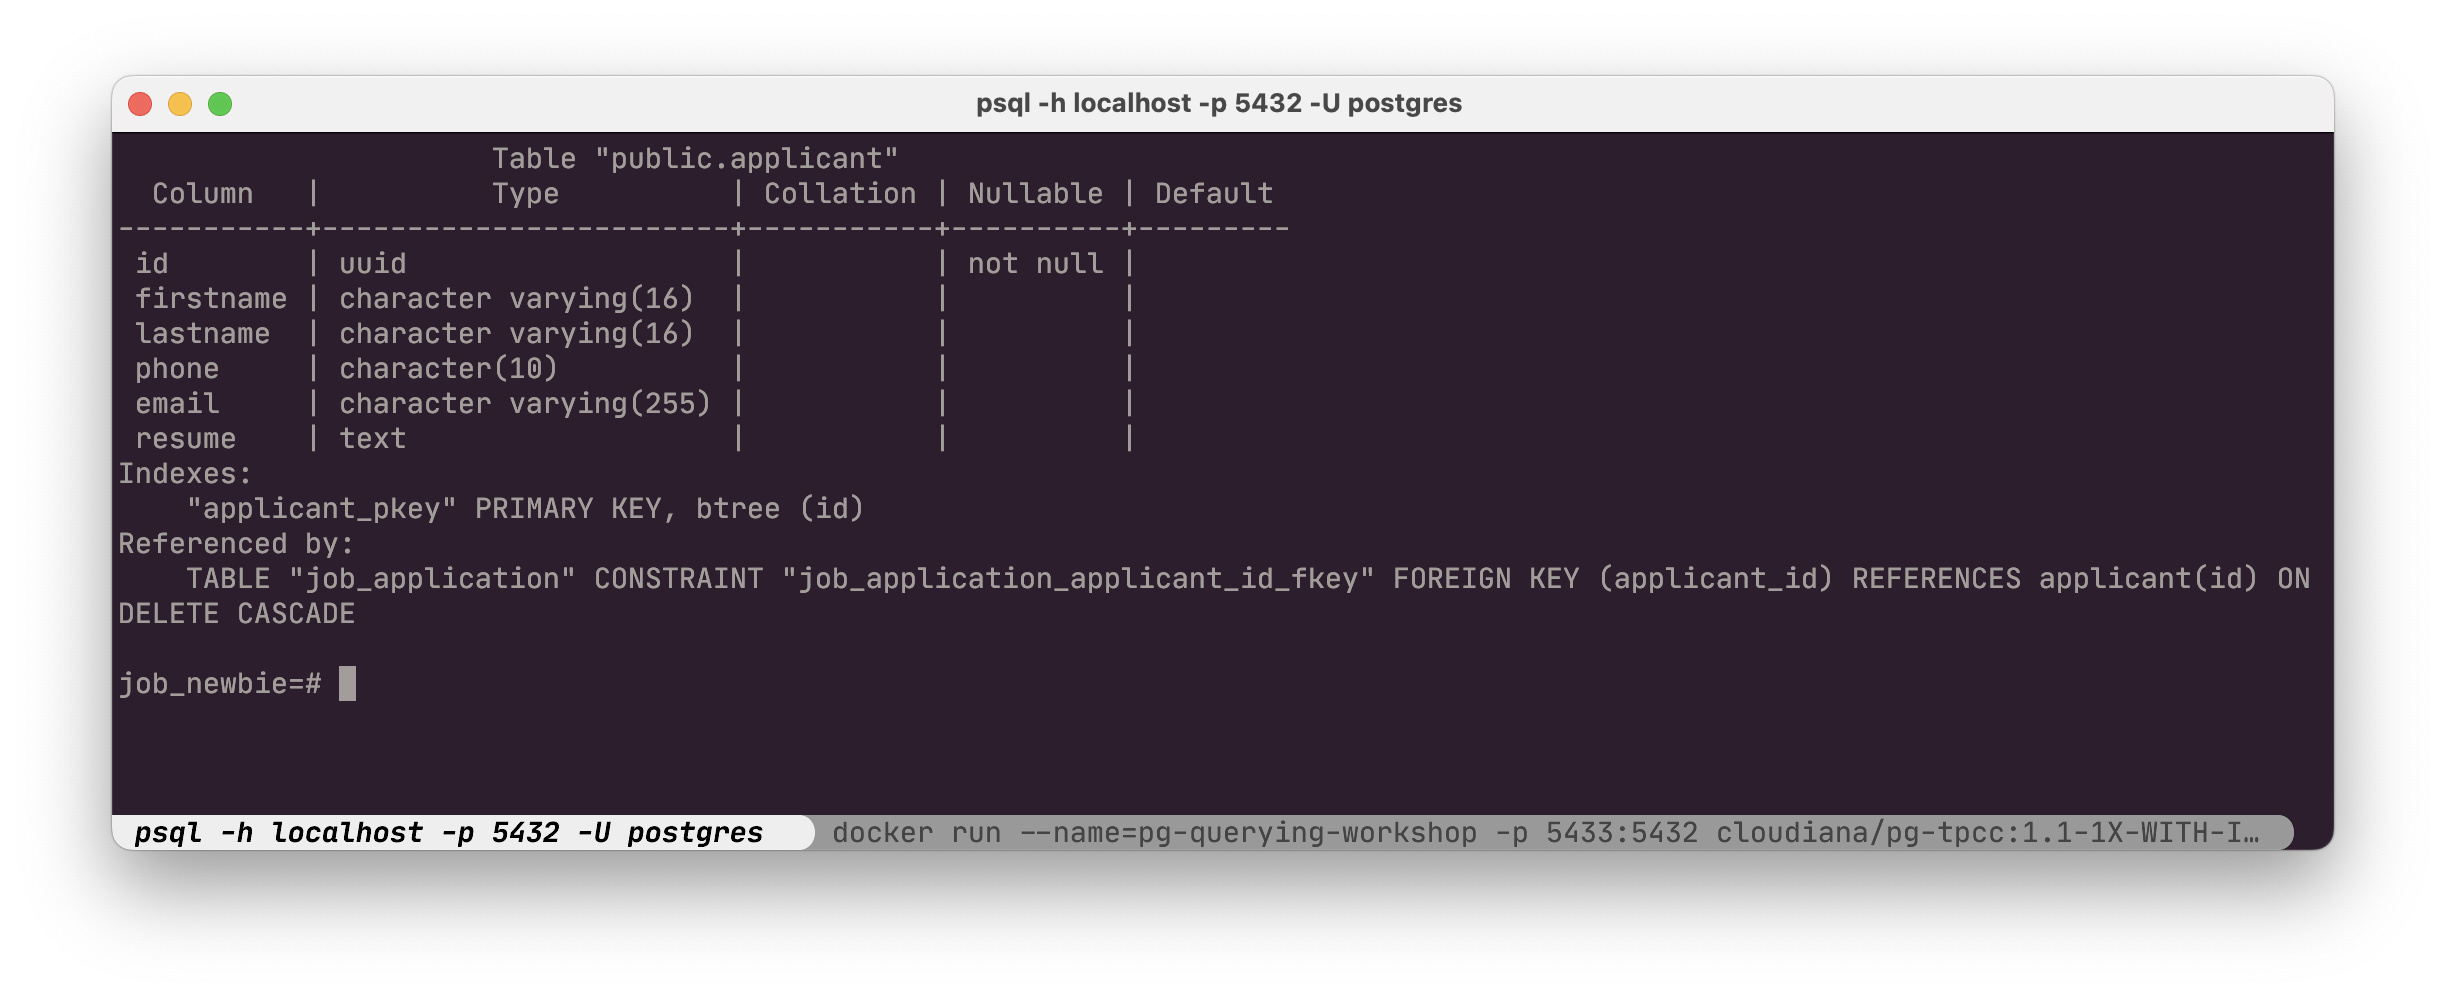 psql -h localhost -p 5432 -U postgres
                      Table "public.applicant"
  Column   |          Type          | Collation | Nullable | Default
-----------+------------------------+-----------+----------+---------
 id        | uuid                   |           | not null |
 firstname | character varying(16)  |           |          |
 lastname  | character varying(16)  |           |          |
 phone     | character(10)          |           |          |
 email     | character varying(255) |           |          |
 resume    | text                   |           |          |
Indexes:
    "applicant_pkey" PRIMARY KEY, btree (id)
Referenced by:
    TABLE "job_application" CONSTRAINT "job_application_applicant_id_fkey" FOREIGN KEY (applicant_id) REFERENCES applicant(id) ON
DELETE CASCADE
job_newbie=#
psql -h localhost -p 5432 -U postgres docker run --name=pg-querying-workshop -p 5433:5432 cloudiana/pg-tpcc:1.1-1X-WITH-I…